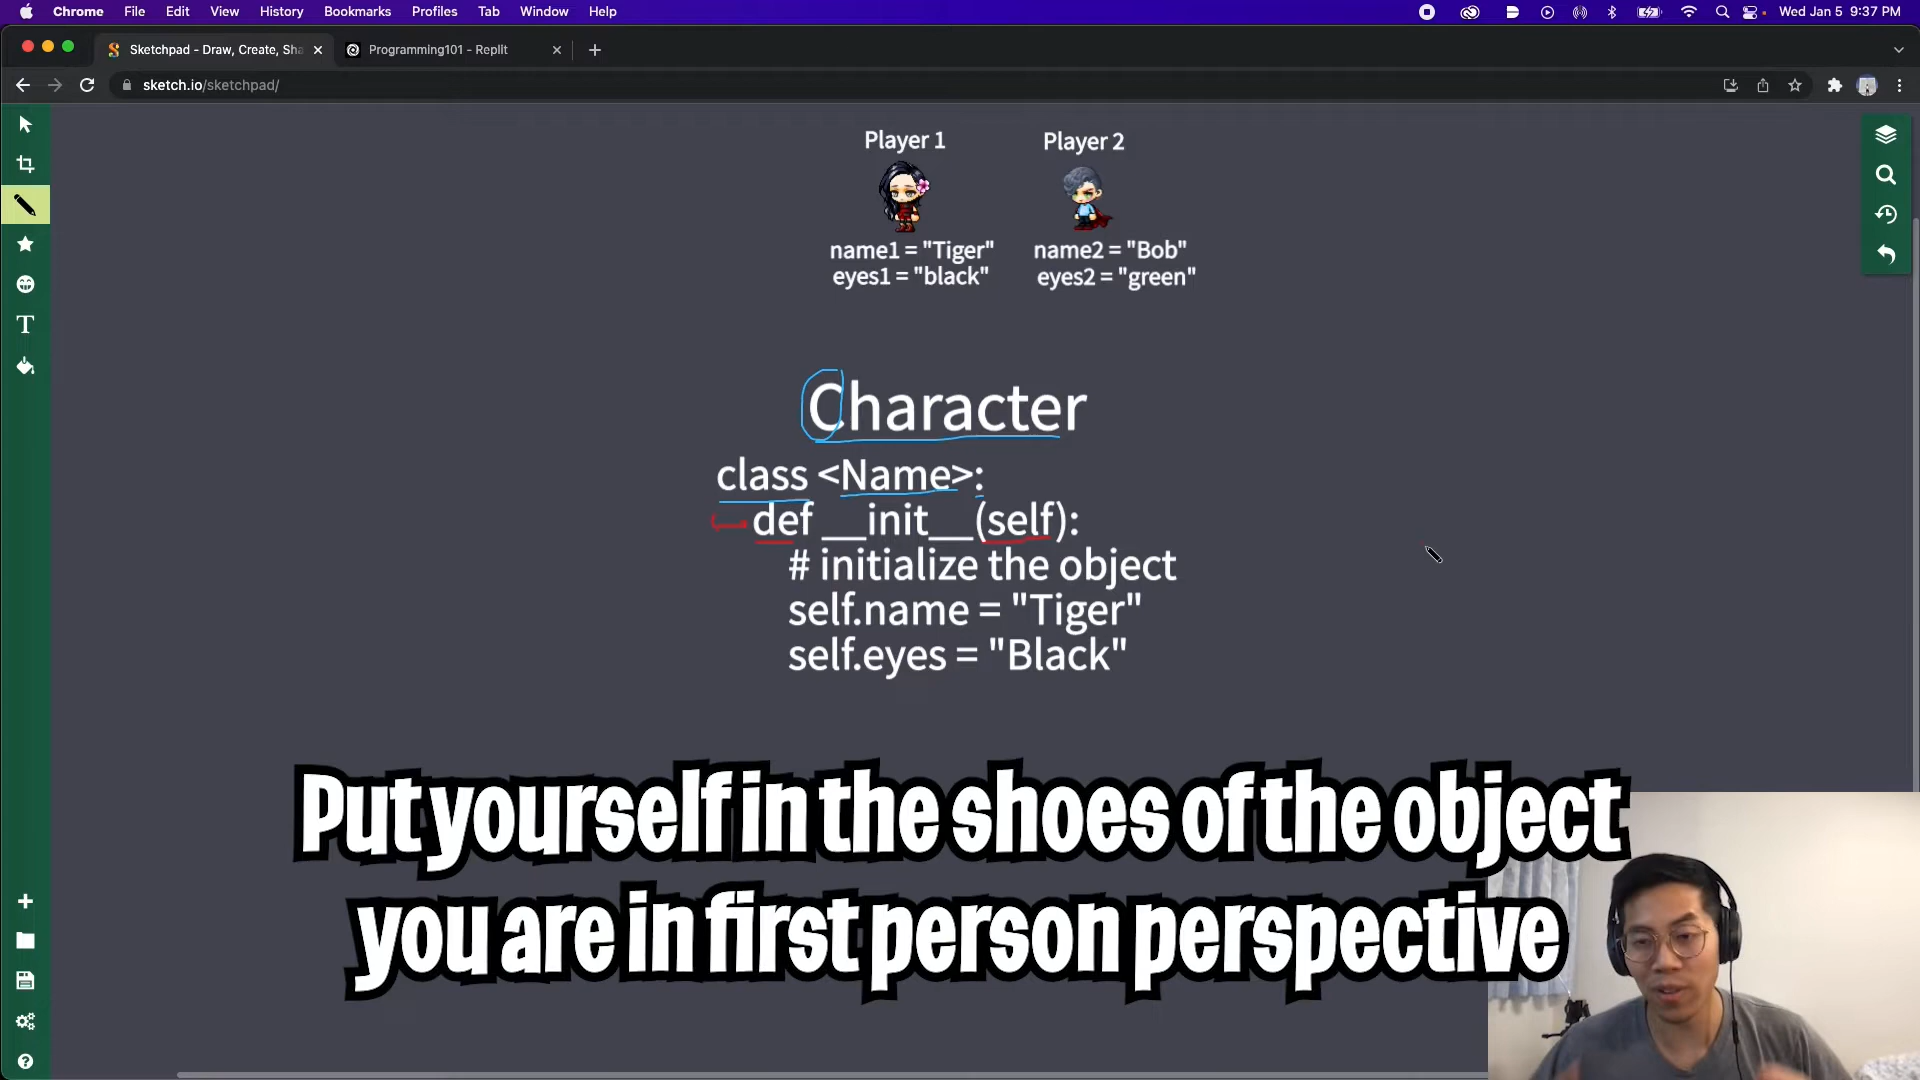 Chrome File Edit View History Bookmarks Profiles Tab Window Help Wed Jan 5 9:37 PM
Sketchpad - Draw, Create, Sha Programming101 - Replit
sketch.io/sketchpad/
Player 1 Player 2
name1 = "Tiger" name2 = "Bob"
eyes1 = "black" eyes2 = "green"
Character
class <Name>:
def __init__(self):
# initialize the object
self.name = "Tiger"
self.eyes = "Black"
Put yourself in the shoes of the object
you are in first person perspective